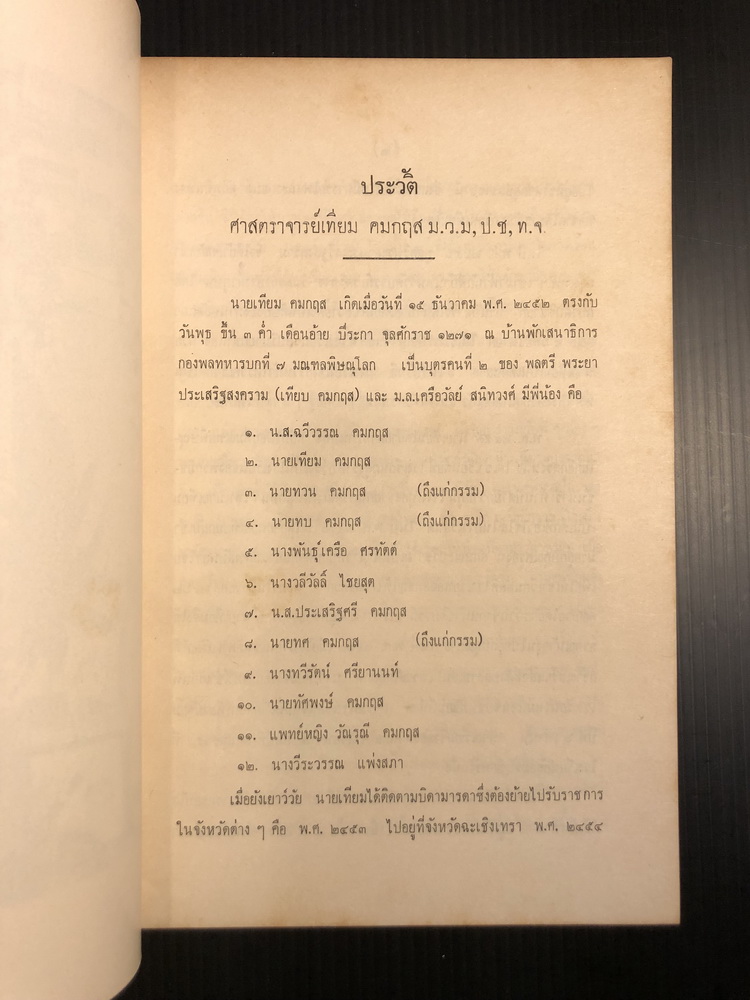 ประวัติ
ศาสตราจารย์เทียม คมกฤส ม.ว.ม, ป.ช, ท.จ.
นายเทียม คมกฤส เกิดเมื่อวันที่ ๑๕ ธันวาคม พ.ศ. ๒๔๕๒ ตรงกับ
วันพุธ ขึ้น ๓ ค่ำ เดือนอ้าย ปีระกา จุลศักราช ๑๒๗๑ ณ บ้านพักเสนาธิการ
กองพลทหารบกที่ ๗ มณฑลพิษณุโลก เป็นบุตรคนที่ ๒ ของ พลตรี พระยา
ประเสริฐสงคราม (เทียบ คมกฤส) และ ม.ล.เครือวัลย์ สนิทวงศ์ มีพี่น้อง คือ
๑. น.ส.ฉวีวรรณ คมกฤส
๒. นายเทียม คมกฤส
๓. นายทวน คมกฤส (ถึงแก่กรรม)
๔. นายทบ คมกฤส (ถึงแก่กรรม)
๕. นางพันธุ์เครือ ศรทัตต์
๖. นางวลีวัลลิ์ ไชยสุต
๗. น.ส.ประเสริฐศรี คมกฤส
๘. นายทศ คมกฤส (ถึงแก่กรรม)
๙. นางทวีรัตน์ ศรียานนท์
๑๐. นายทัศพงษ์ คมกฤส
๑๑. แพทย์หญิง วัณรุณี คมกฤส
๑๒. นางวีระวรรณ แพ่งสภา
เมื่อยังเยาว์วัย นายเทียมได้ติดตามบิดามารดาซึ่งต้องย้ายไปรับราชการ
ในจังหวัดต่าง ๆ คือ พ.ศ. ๒๔๕๓ ไปอยู่ที่จังหวัดฉะเชิงเทรา พ.ศ. ๒๔๕๔